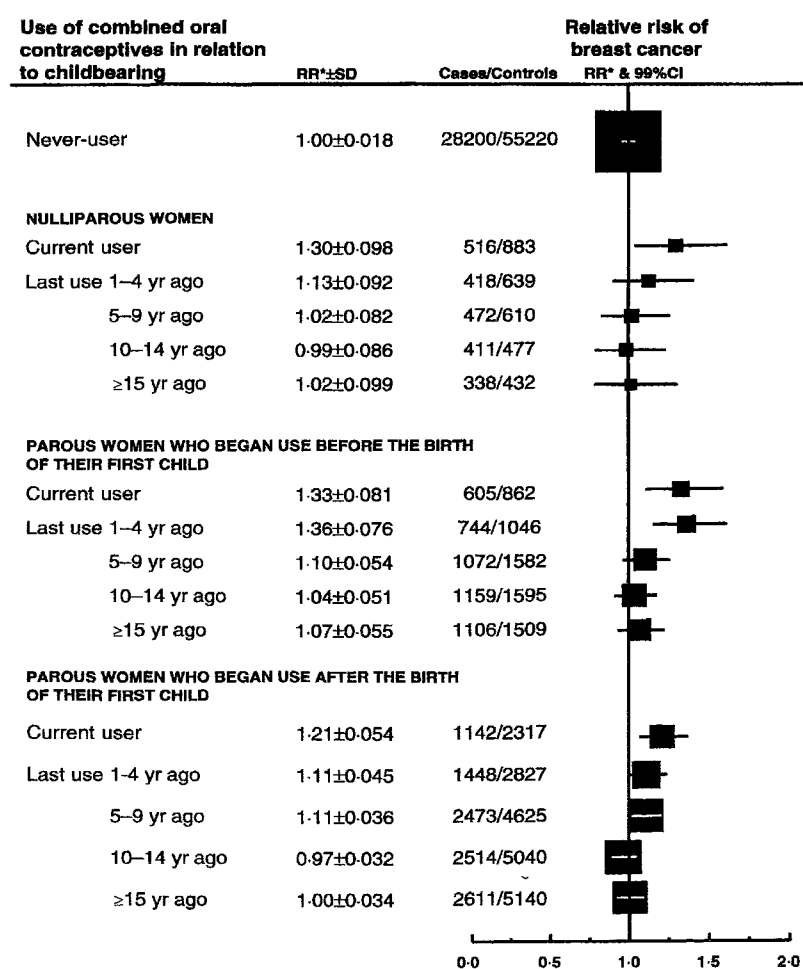 Use of combined oral Relative risk of
contraceptives in relation breast cancer
to childbearing RR*±SD Cases/Controls RR* & 99%CI
Never-user 1·00±0·018 28200/55220
NULLIPAROUS WOMEN
Current user 1·30±0·098 516/883
Last use 1–4 yr ago 1·13±0·092 418/639
5–9 yr ago 1·02±0·082 472/610
10–14 yr ago 0·99±0·086 411/477
≥15 yr ago 1·02±0·099 338/432
PAROUS WOMEN WHO BEGAN USE BEFORE THE BIRTH
OF THEIR FIRST CHILD
Current user 1·33±0·081 605/862
Last use 1–4 yr ago 1·36±0·076 744/1046
5–9 yr ago 1·10±0·054 1072/1582
10–14 yr ago 1·04±0·051 1159/1595
≥15 yr ago 1·07±0·055 1106/1509
PAROUS WOMEN WHO BEGAN USE AFTER THE BIRTH
OF THEIR FIRST CHILD
Current user 1·21±0·054 1142/2317
Last use 1-4 yr ago 1·11±0·045 1448/2827
5–9 yr ago 1·11±0·036 2473/4625
10–14 yr ago 0·97±0·032 2514/5040
≥15 yr ago 1·00±0·034 2611/5140
0·0 0·5 1·0 1·5 2·0